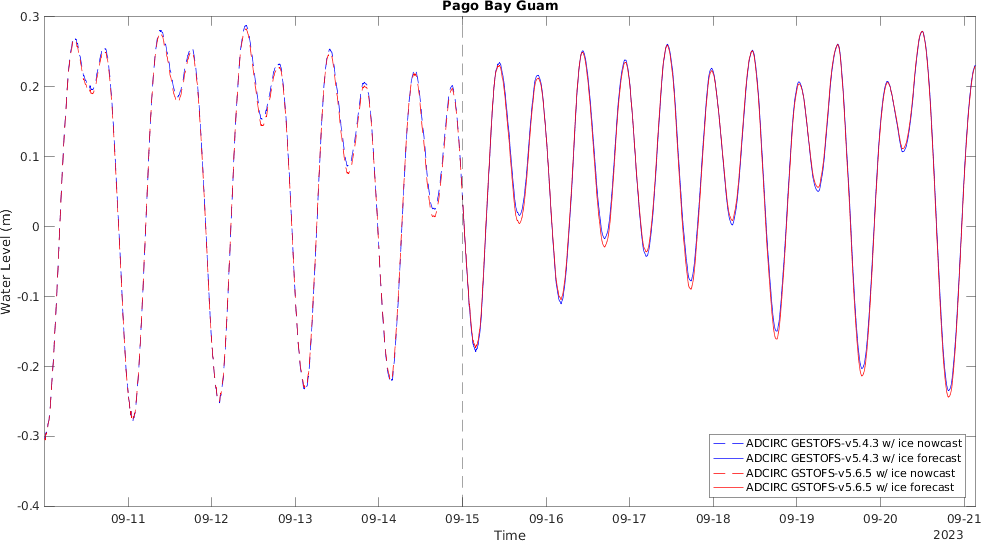 Pago Bay Guam
Water Level (m)
0.3
0.2
0.1
0
-0.1
-0.2
-0.3
-0.4
09-11 09-12 09-13 09-14 09-15 09-16 09-17 09-18 09-19 09-20 09-21
2023
Time
ADCIRC GESTOFS-v5.4.3 w/ ice nowcast
ADCIRC GESTOFS-v5.4.3 w/ ice forecast
ADCIRC GSTOFS-v5.6.5 w/ ice nowcast
ADCIRC GSTOFS-v5.6.5 w/ ice forecast